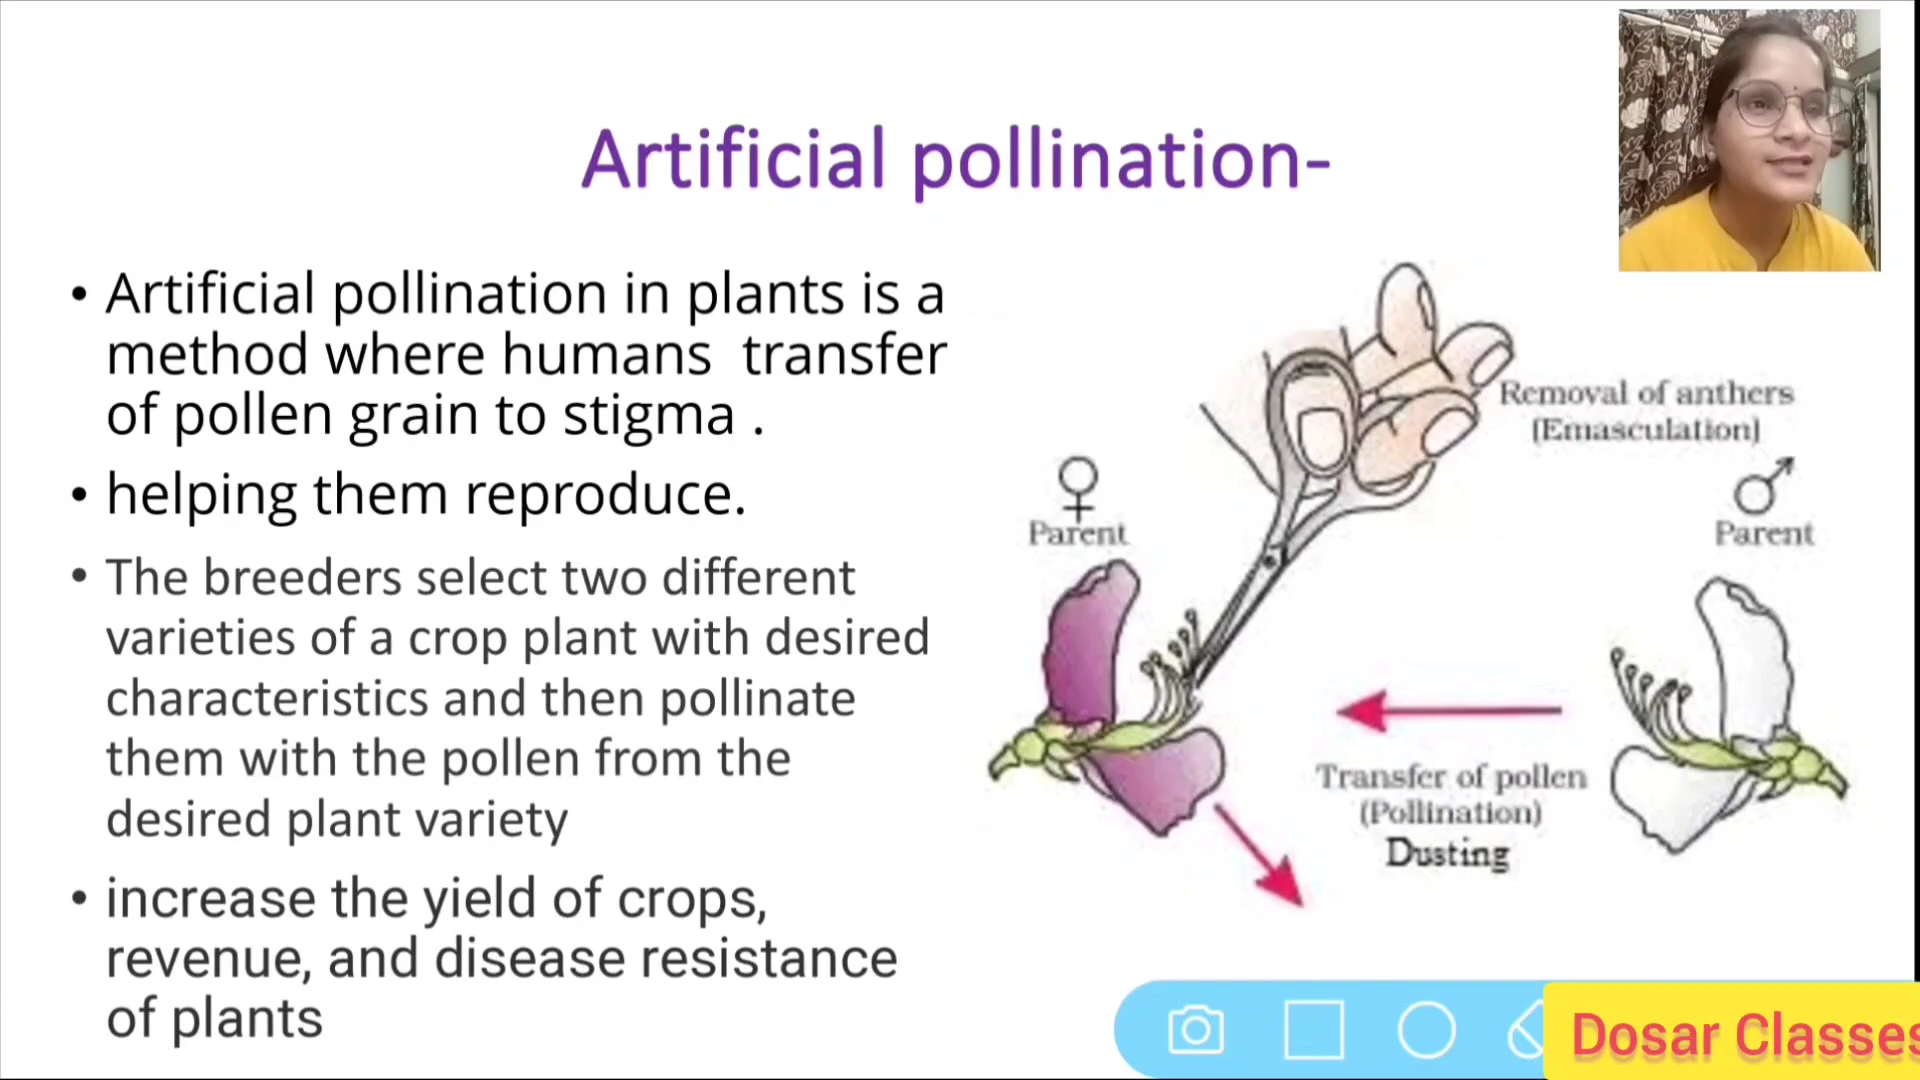 Artificial pollination-
• Artificial pollination in plants is a
method where humans  transfer
of pollen grain to stigma .
• helping them reproduce.
• The breeders select two different
varieties of a crop plant with desired
characteristics and then pollinate
them with the pollen from the
desired plant variety
• increase the yield of crops,
revenue, and disease resistance
of plants
Removal of anthers
(Emasculation)
♀
Parent
♂
Parent
Transfer of pollen
(Pollination)
Dusting
Dosar Classes